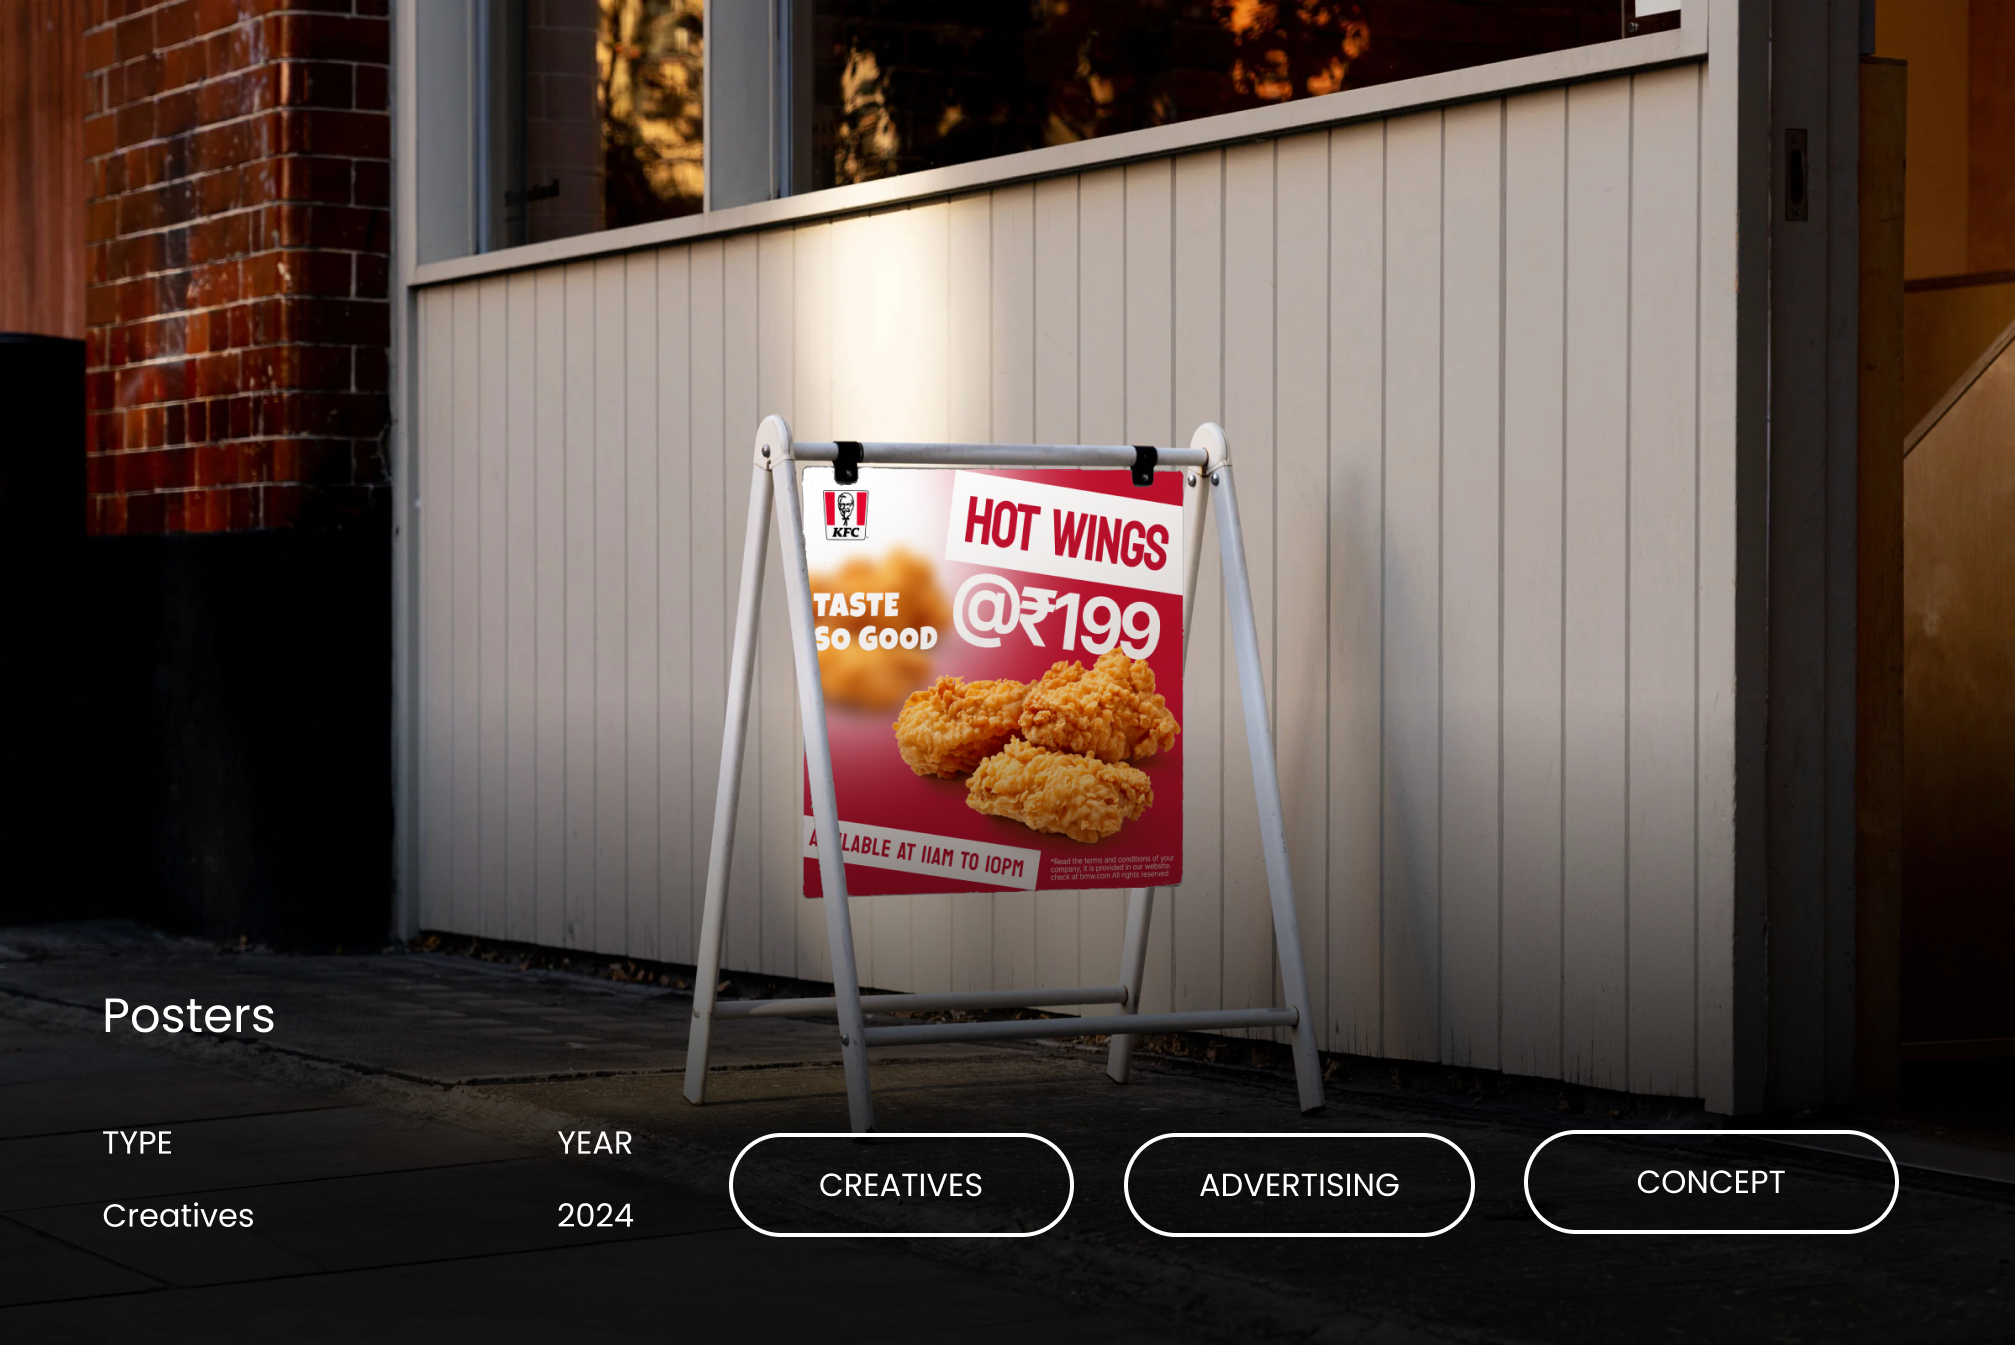 KFC
HOT WINGS
@₹199
TASTE
SO GOOD
LABLE AT 11AM TO 10PM
*Read the terms and conditions of your
company, it is provided in our website,
check at bmw.com All rights reserved
Posters
TYPE
YEAR
Creatives
2024
CREATIVES
ADVERTISING
CONCEPT